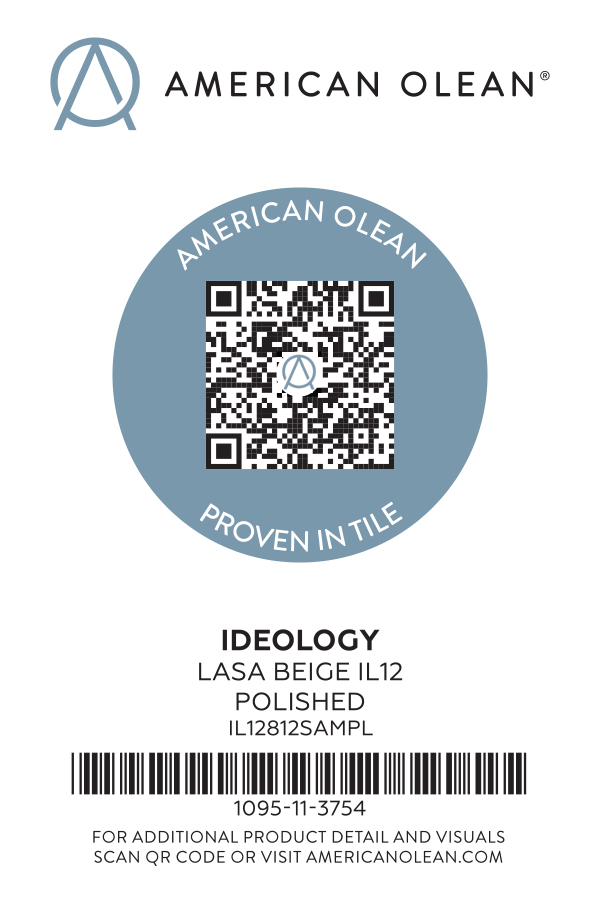 AMERICAN OLEAN®
AMERICAN OLEAN
PROVEN IN TILE
IDEOLOGY
LASA BEIGE IL12
POLISHED
IL12812SAMPL
1095-11-3754
FOR ADDITIONAL PRODUCT DETAIL AND VISUALS
SCAN QR CODE OR VISIT AMERICANOLEAN.COM